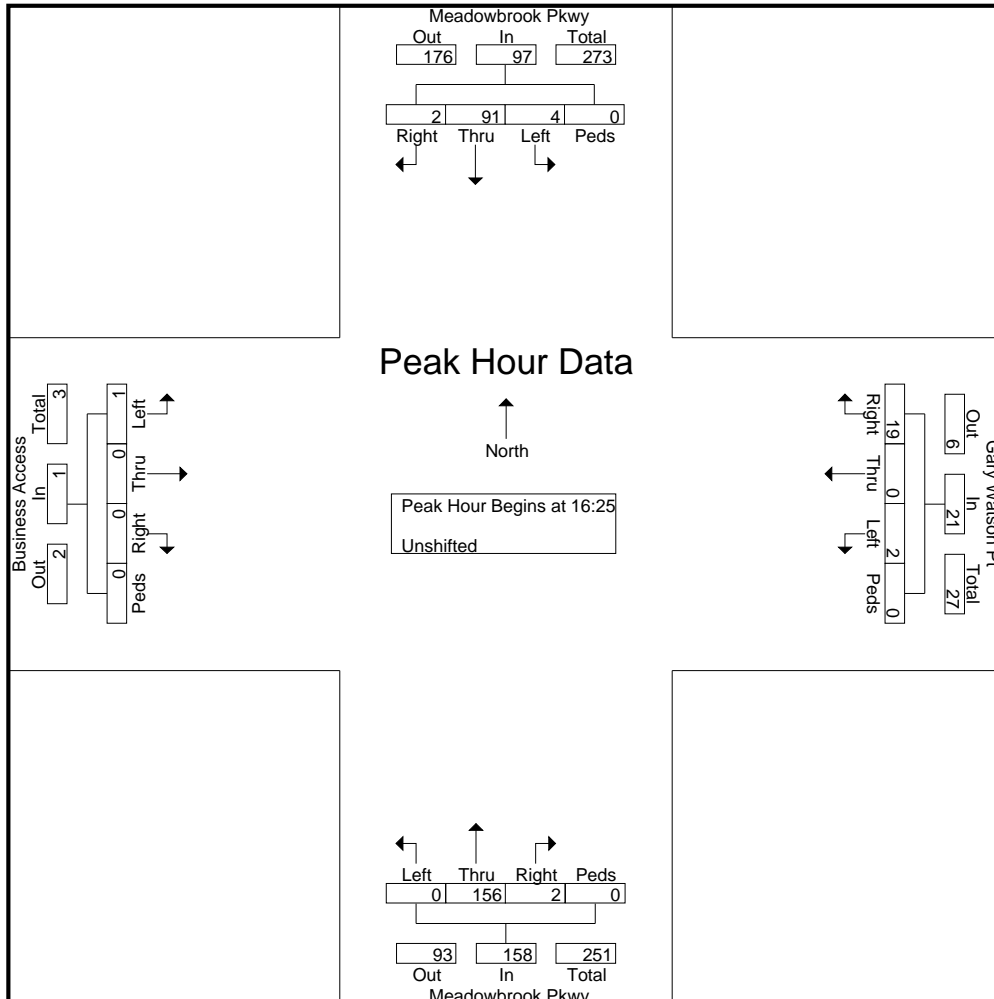 Meadowbrook Pkwy
Out In Total
176 97 273
2 91 4 0
Right Thru Left Peds
Peak Hour Data
North
Peak Hour Begins at 16:25
Unshifted
Business Access
Total In Out
3 1 2
1 0 0 0
Left Thru Right Peds
Right Thru Left Peds
19 0 2 0
6 21 27
Out In Total
Gary Watson Pt
Left Thru Right Peds
0 156 2 0
93 158 251
Out In Total
Meadowbrook Pkwy